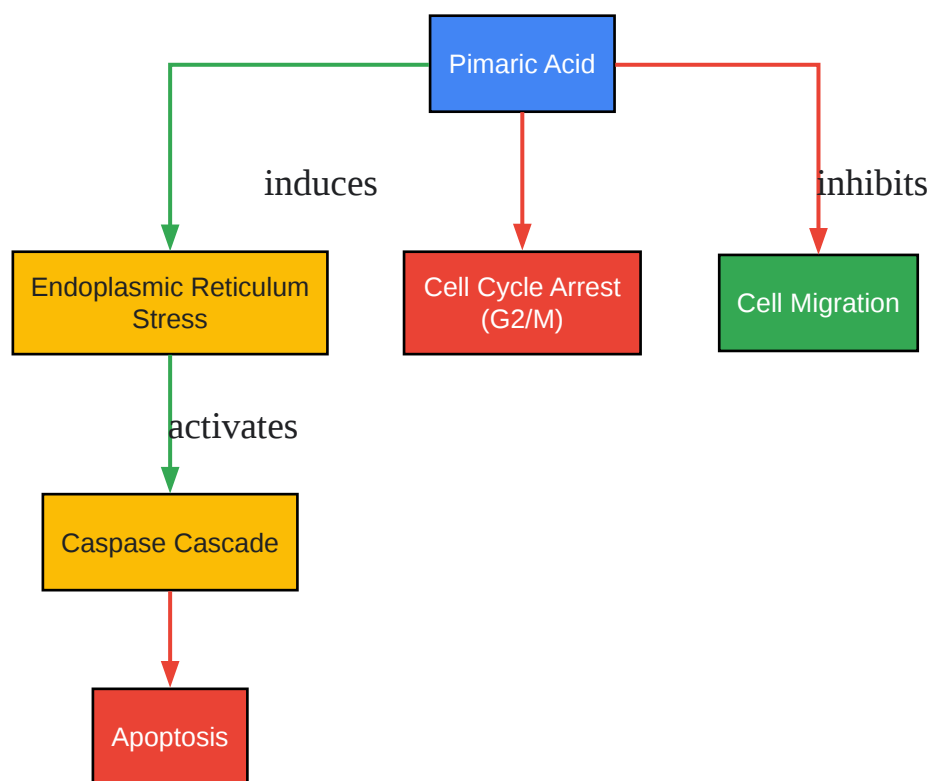 Pimaric Acid
induces
inhibits
Endoplasmic Reticulum
Stress
Cell Cycle Arrest
(G2/M)
Cell Migration
activates
Caspase Cascade
Apoptosis